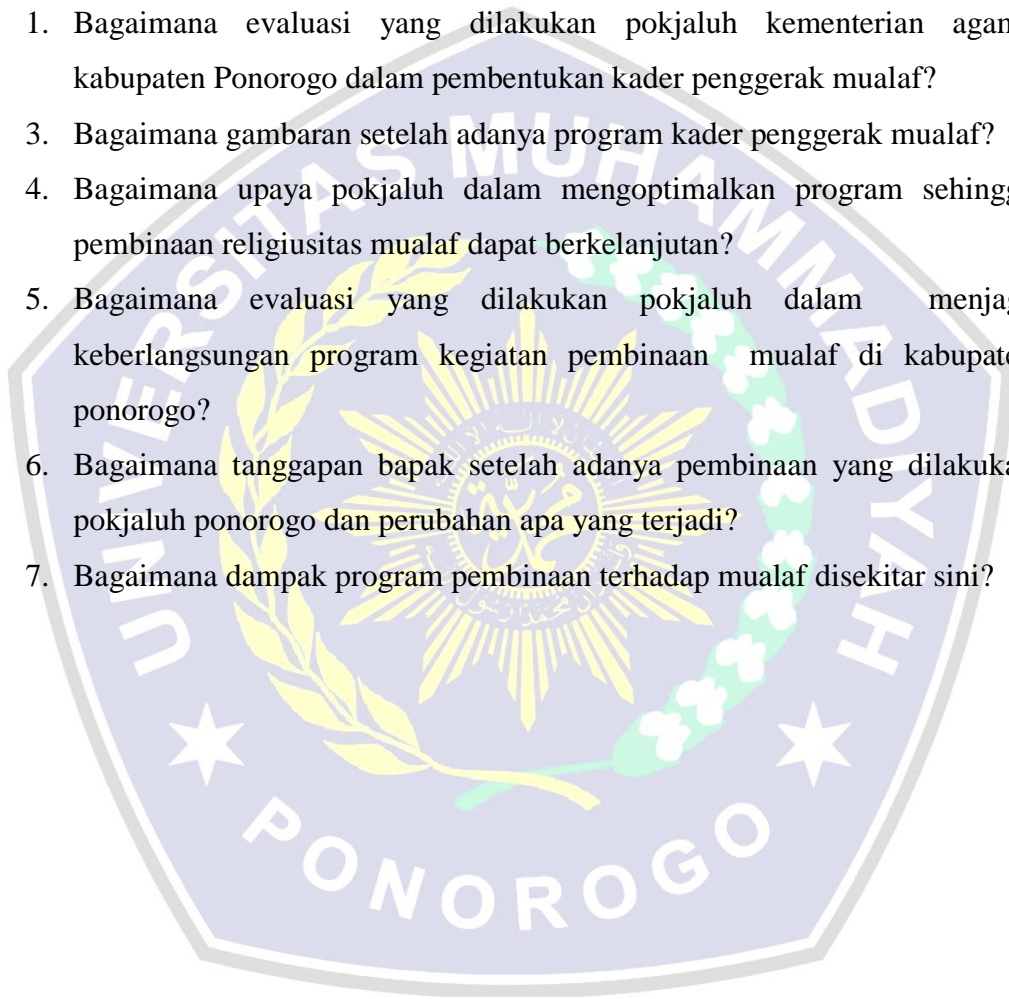 1. Bagaimana evaluasi yang dilakukan pokjaluh kementerian agam
kabupaten Ponorogo dalam pembentukan kader penggerak mualaf?
3. Bagaimana gambaran setelah adanya program kader penggerak mualaf?
4. Bagaimana upaya pokjaluh dalam mengoptimalkan program sehingg
pembinaan religiusitas mualaf dapat berkelanjutan?
5. Bagaimana evaluasi yang dilakukan pokjaluh dalam menjag
keberlangsungan program kegiatan pembinaan mualaf di kabupat
ponorogo?
6. Bagaimana tanggapan bapak setelah adanya pembinaan yang dilakuka
pokjaluh ponorogo dan perubahan apa yang terjadi?
7. Bagaimana dampak program pembinaan terhadap mualaf disekitar sini?
UNIVERSITAS MUHAMMADIYAH
PONOROGO